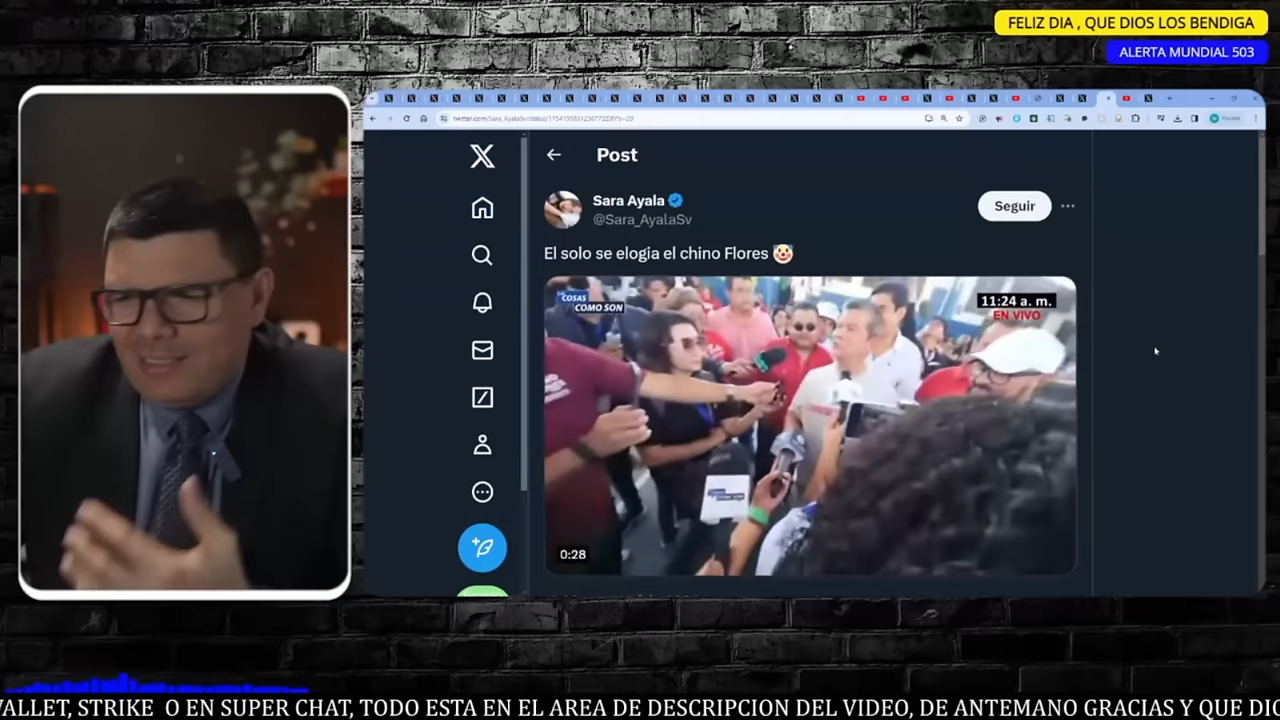 FELIZ DIA , QUE DIOS LOS BENDIGA
ALERTA MUNDIAL 503
Post
Sara Ayala
@Sara_AyalaSv
Seguir
El solo se elogia el chino Flores
COSAS
COMO SON
11:24 a. m.
EN VIVO
0:28
WALLET, STRIKE O EN SUPER CHAT, TODO ESTA EN EL AREA DE DESCRIPCION DEL VIDEO, DE ANTEMANO GRACIAS Y QUE DIO